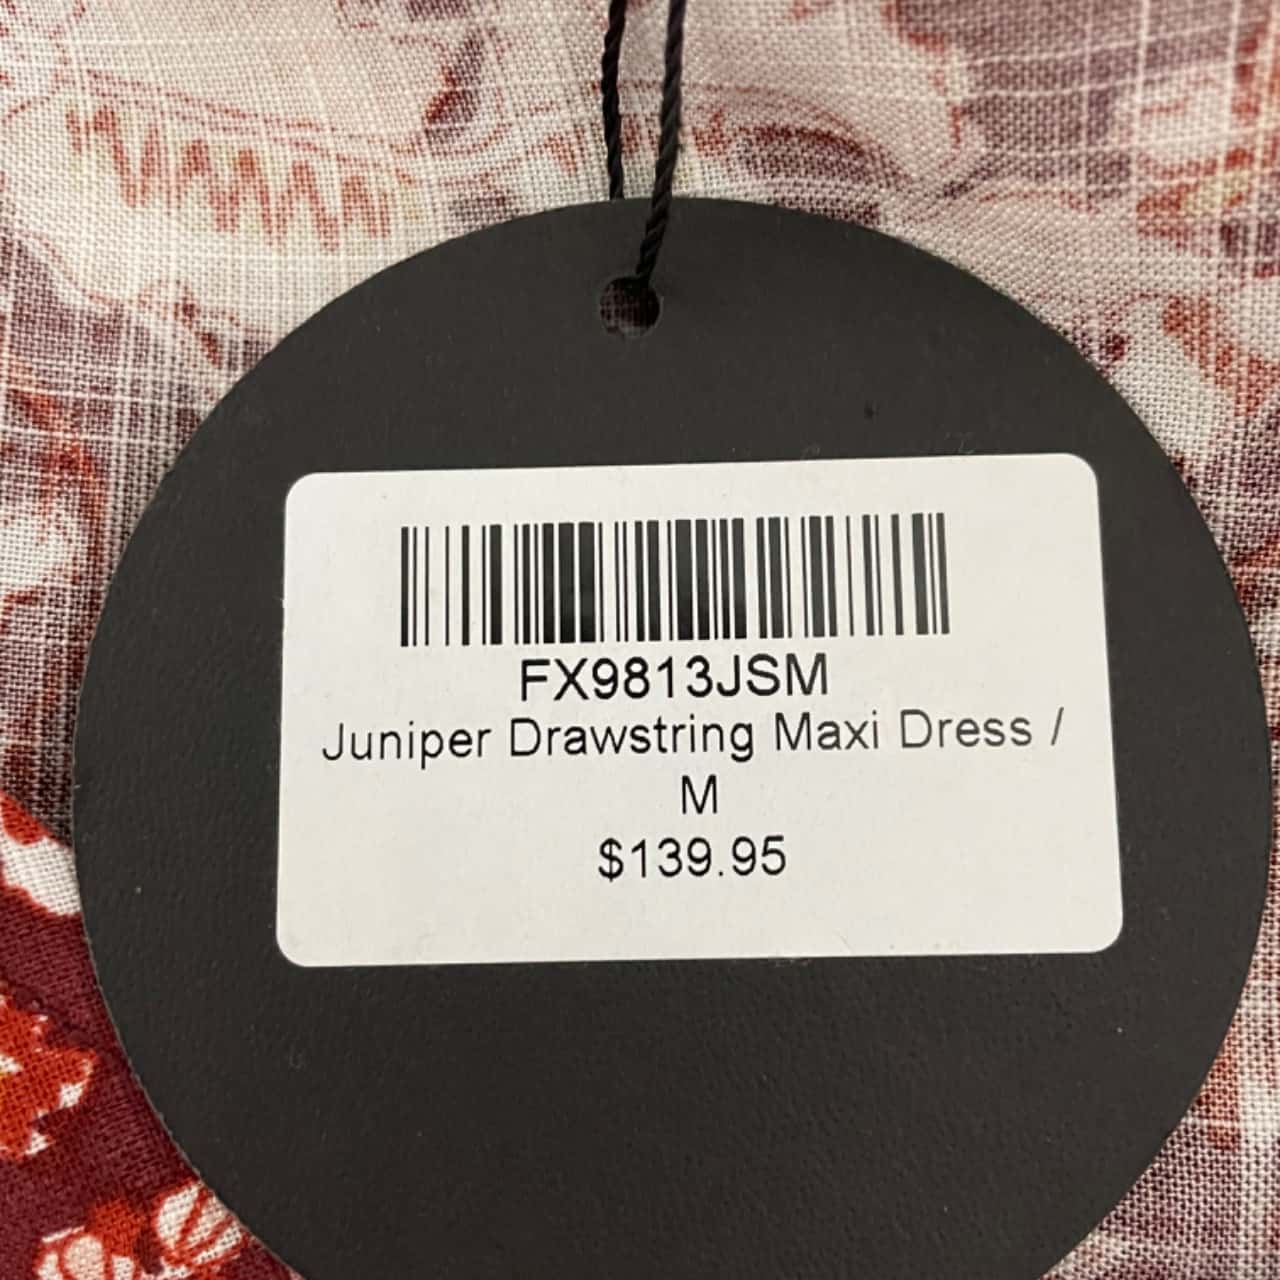 FX9813JSM
Juniper Drawstring Maxi Dress /
M
$139.95